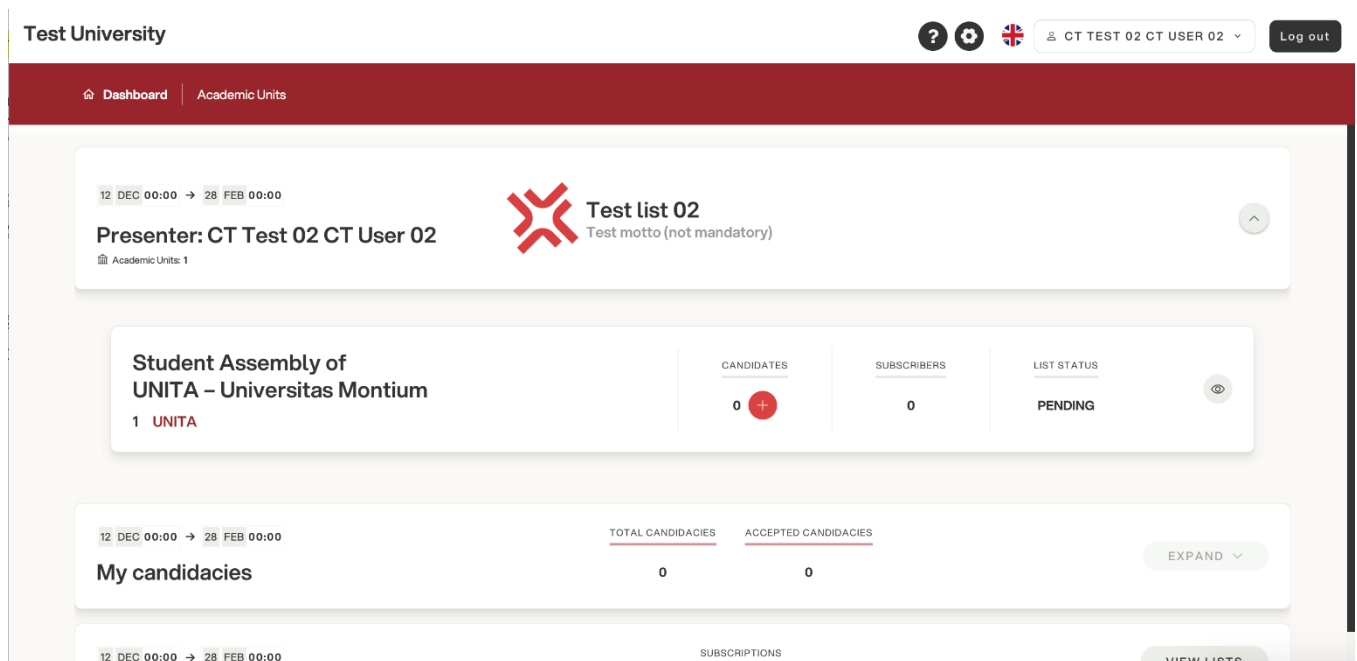 Test University
?
CT TEST 02 CT USER 02
Log out
Dashboard
Academic Units
12 DEC 00:00 → 28 FEB 00:00
Presenter: CT Test 02 CT User 02
Academic Units: 1
Test list 02
Test motto (not mandatory)
Student Assembly of
UNITA – Universitas Montium
1 UNITA
CANDIDATES
0 +
SUBSCRIBERS
0
LIST STATUS
PENDING
12 DEC 00:00 → 28 FEB 00:00
My candidacies
TOTAL CANDIDACIES
0
ACCEPTED CANDIDACIES
0
EXPAND
12 DEC 00:00 → 28 FEB 00:00
SUBSCRIPTIONS
VIEW LISTS